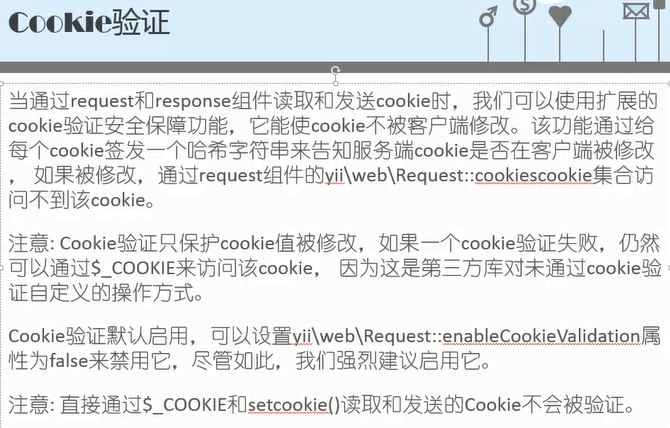 Cookie验证
当通过request和response组件读取和发送cookie时，我们可以使用扩展的
cookie验证安全保障功能，它能使cookie不被客户端修改。该功能通过给
每个cookie签发一个哈希字符串来告知服务端cookie是否在客户端被修改
， 如果被修改，通过request组件的yii\web\Request::cookiescookie集合访
问不到该cookie。
注意: Cookie验证只保护cookie值被修改，如果一个cookie验证失败，仍然
可以通过$_COOKIE来访问该cookie， 因为这是第三方库对未通过cookie验
证自定义的操作方式。
Cookie验证默认启用，可以设置yii\web\Request::enableCookieValidation属
性为false来禁用它，尽管如此，我们强烈建议启用它。
注意: 直接通过$_COOKIE和setcookie()读取和发送的Cookie不会被验证。